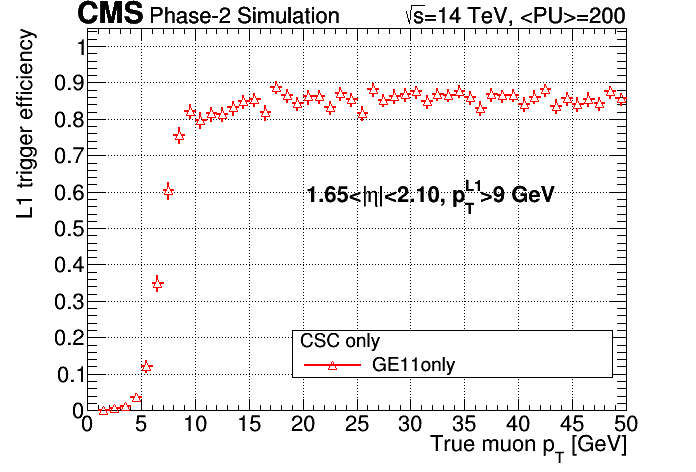 CMS Phase-2 Simulation √s=14 TeV, <PU>=200
L1 trigger efficiency
1
0.9
0.8
0.7
0.6
0.5
0.4
0.3
0.2
0.1
0
1.65<|η|<2.10, p_T^L1>9 GeV
CSC only
GE11only
0 5 10 15 20 25 30 35 40 45 50
True muon p_T [GeV]